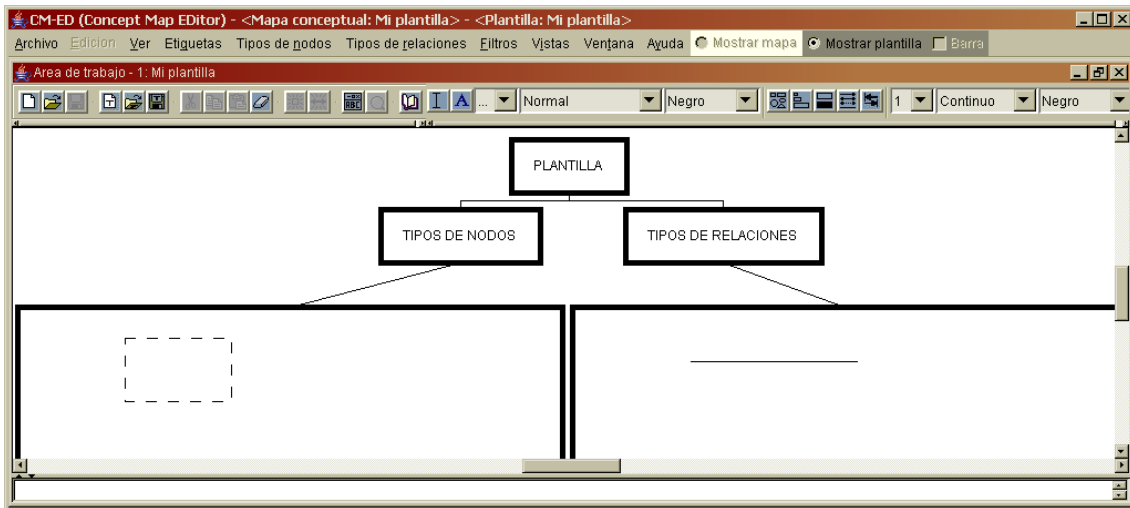 CM-ED (Concept Map EDitor) - <Mapa conceptual: Mi plantilla> - <Plantilla: Mi plantilla>
Archivo Edicion Ver Etiquetas Tipos de nodos Tipos de relaciones Filtros Vistas Ventana Ayuda Mostrar mapa Mostrar plantilla Barra
Area de trabajo - 1: Mi plantilla
ABC I A ... Normal Negro 1 Continuo Negro
PLANTILLA
TIPOS DE NODOS TIPOS DE RELACIONES